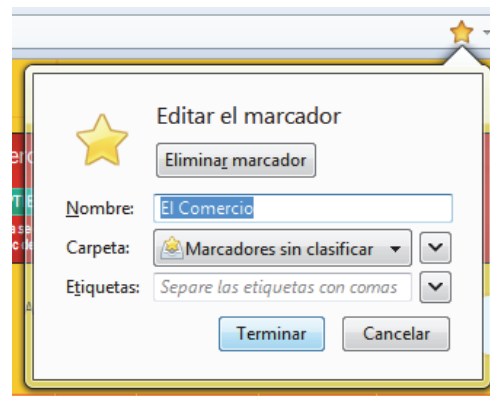 Editar el marcador
Eliminar marcador
Nombre: El Comercio
Carpeta: Marcadores sin clasificar
Etiquetas: Separe las etiquetas con comas
Terminar Cancelar